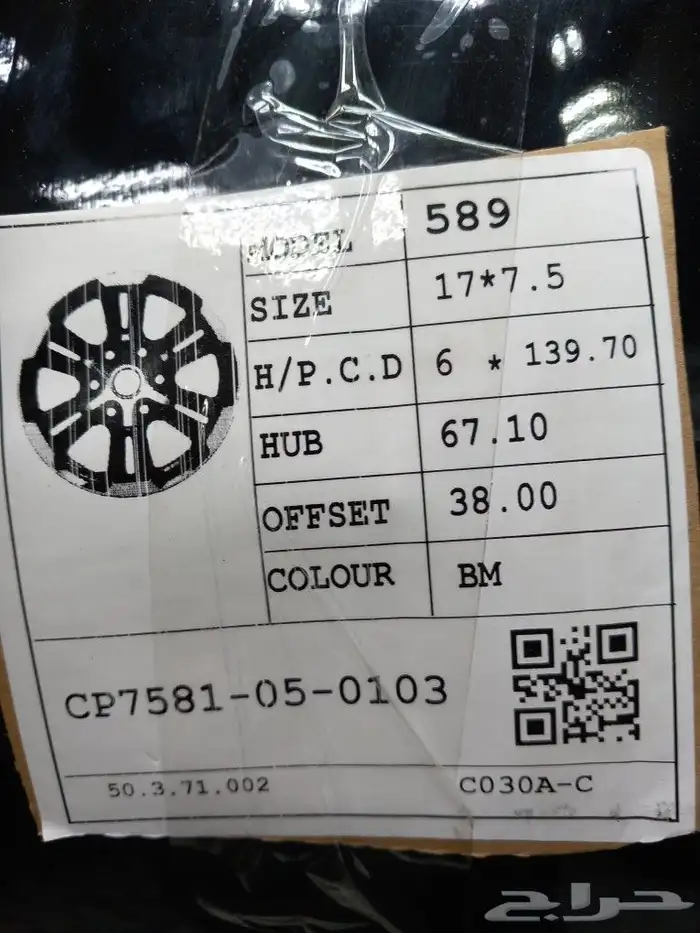 MODEL 589
SIZE 17*7.5
H/P.C.D 6 * 139.70
HUB 67.10
OFFSET 38.00
COLOUR BM
CP7581-05-0103
50.3.71.002 C030A-C
حراج